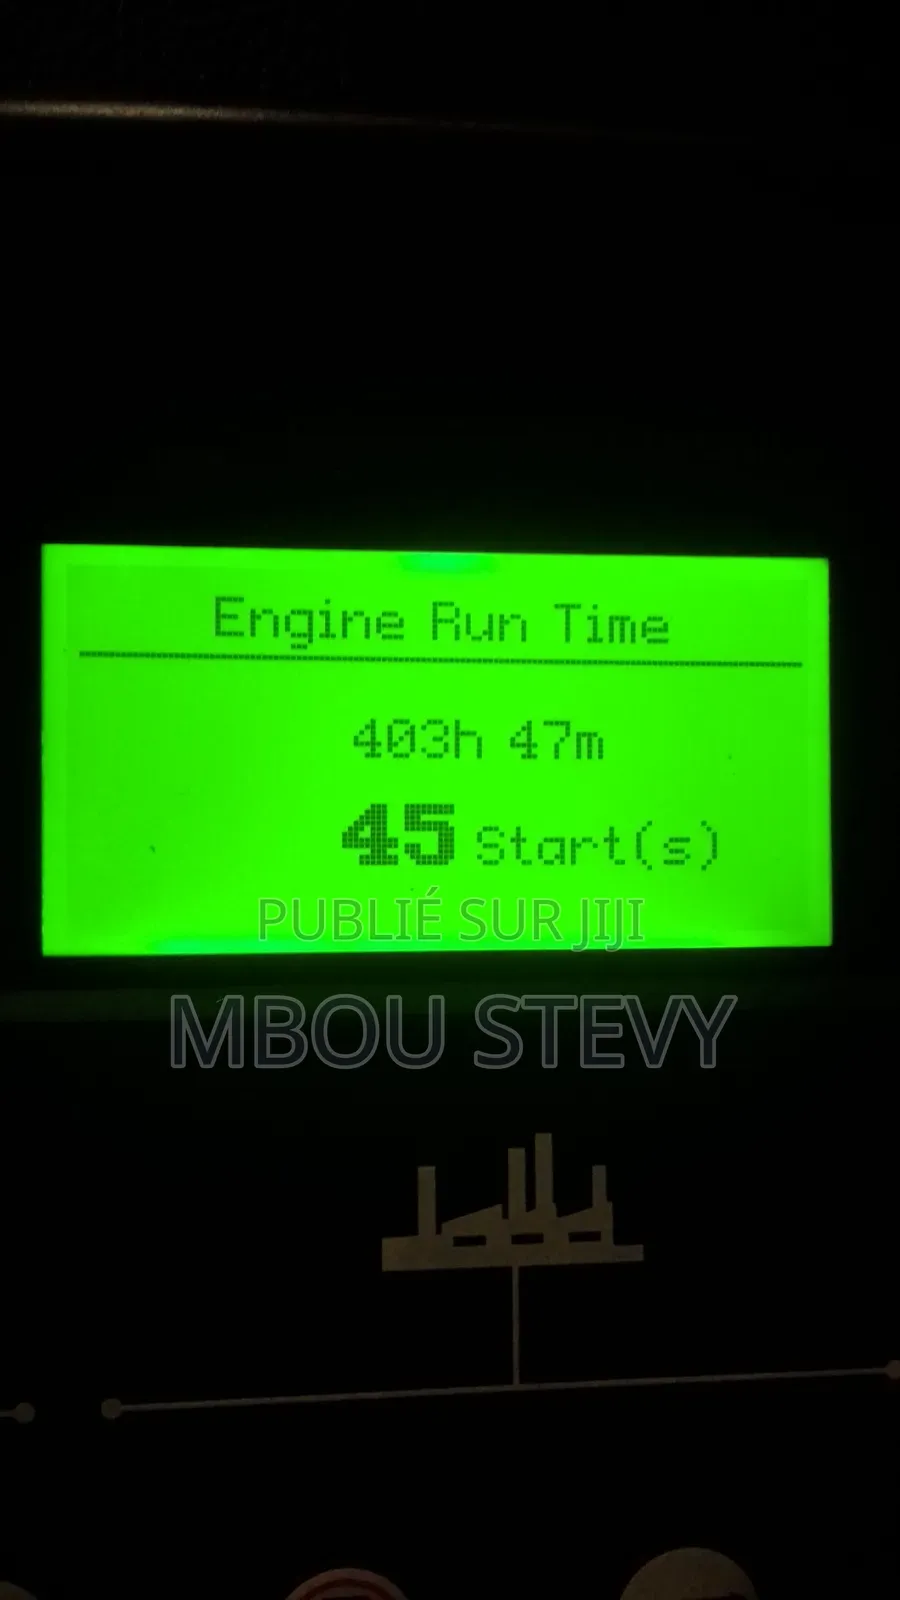 Engine Run Time
403h 47m
45 Start(s)
PUBLIÉ SUR JIJI
MBOU STEVY